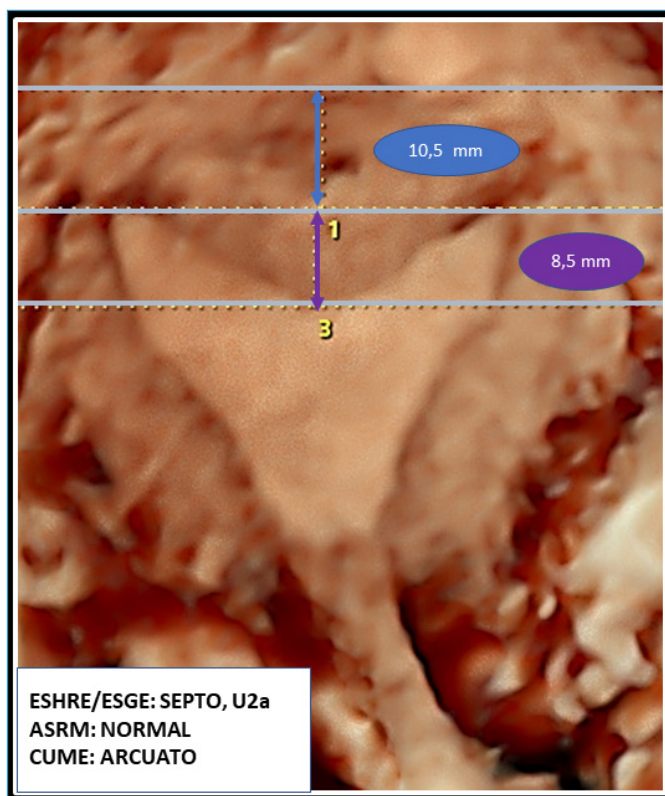 10,5 mm
1
8,5 mm
3
ESHRE/ESGE: SEPTO, U2a
ASRM: NORMAL
CUME: ARCUATO